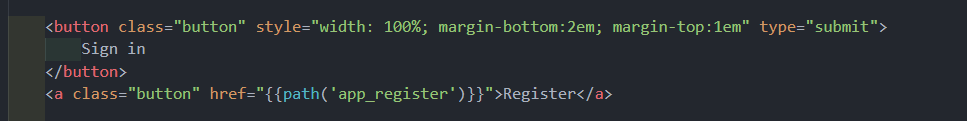 <button class="button" style="width: 100%; margin-bottom:2em; margin-top:1em" type="submit">
Sign in
</button>
<a class="button" href="{{path('app_register')}}">Register</a>